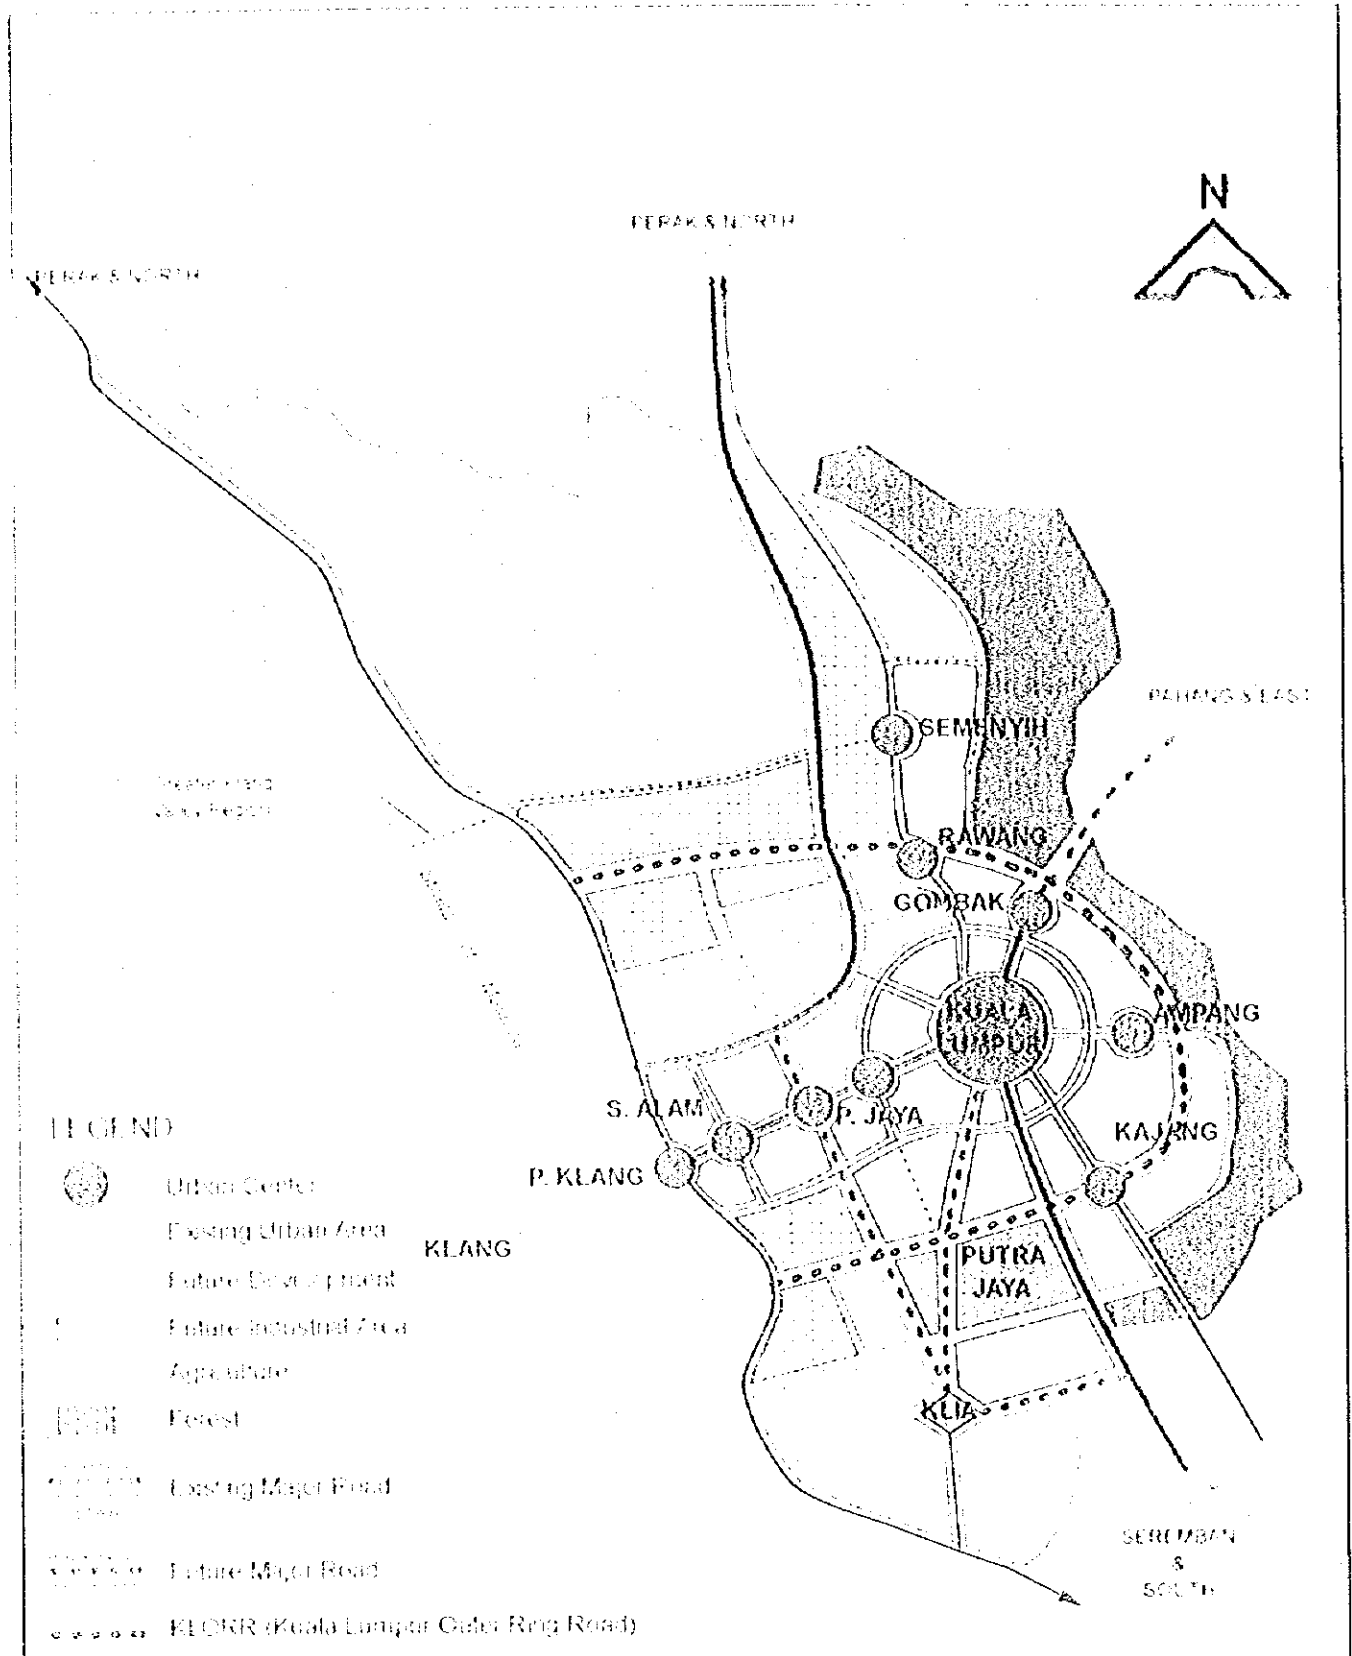 N
PERAK & NORTH
PERAK & NORTH
PAHANG & EAST
SEMENYIH
RAWANG
GOMBAK
KUALA
LUMPUR
AMPANG
S. ALAM
P. JAYA
KAJANG
P. KLANG
KLANG
PUTRA
JAYA
KLIA
SEREMBAN
&
SOUTH
LEGEND
Urban Center
Existing Urban Area
Future Development
Future Industrial Area
Agriculture
Forest
Existing Major Road
Future Major Road
KLORR (Kuala Lumpur Outer Ring Road)